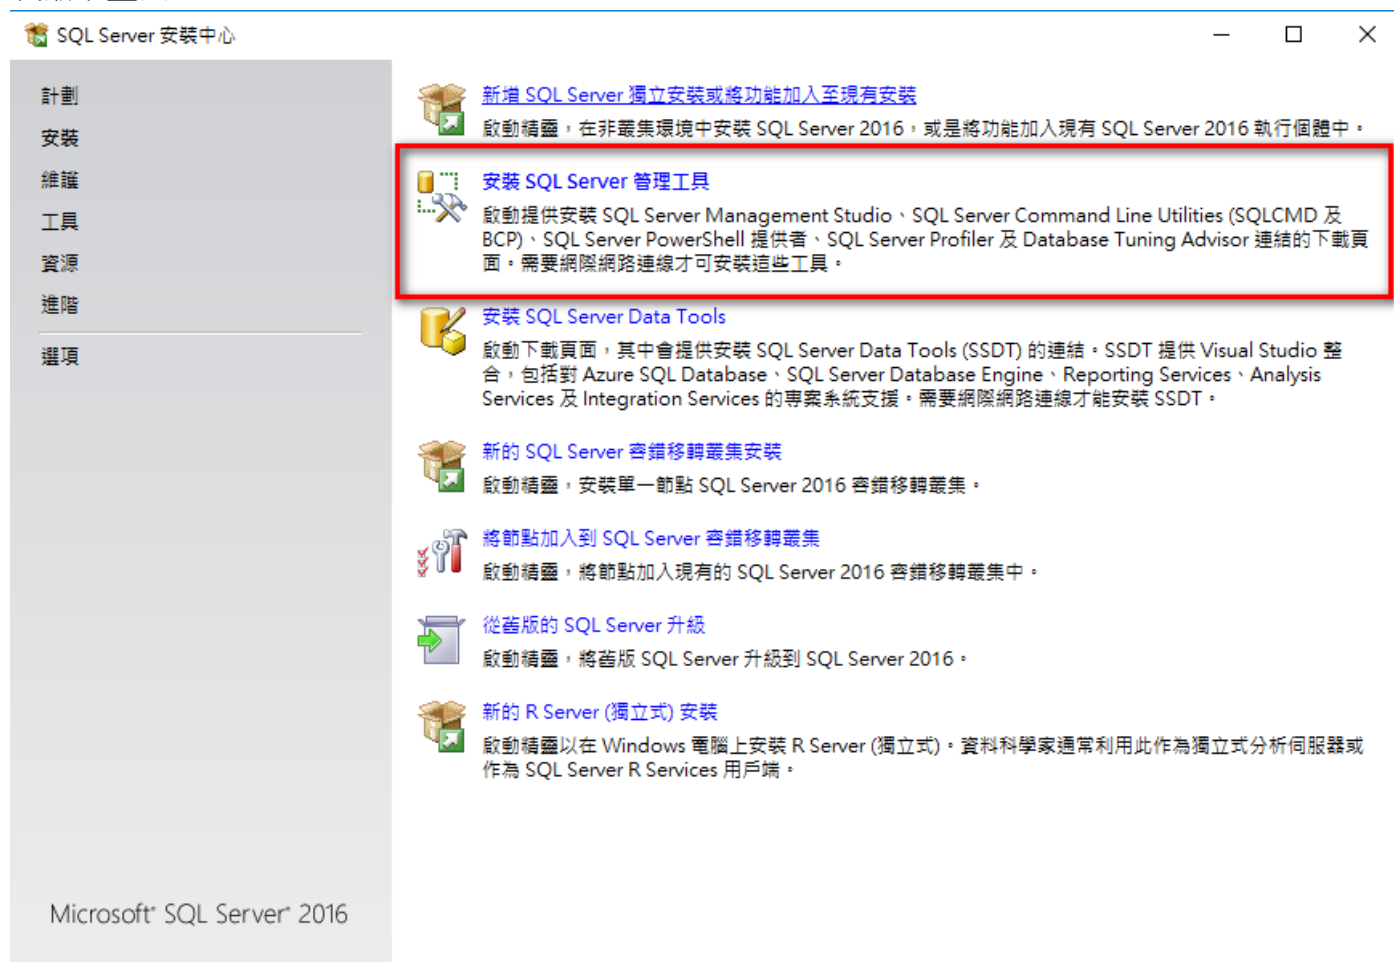 SQL Server 安裝中心
計劃
安裝
維護
工具
資源
進階
選項
新增 SQL Server 獨立安裝或將功能加入至現有安裝
啟動精靈，在非叢集環境中安裝 SQL Server 2016，或是將功能加入現有 SQL Server 2016 執行個體中。
安裝 SQL Server 管理工具
啟動提供安裝 SQL Server Management Studio、SQL Server Command Line Utilities (SQLCMD 及
BCP)、SQL Server PowerShell 提供者、SQL Server Profiler 及 Database Tuning Advisor 連結的下載頁
面。需要網際網路連線才可安裝這些工具。
安裝 SQL Server Data Tools
啟動下載頁面，其中會提供安裝 SQL Server Data Tools (SSDT) 的連結。SSDT 提供 Visual Studio 整
合，包括對 Azure SQL Database、SQL Server Database Engine、Reporting Services、Analysis
Services 及 Integration Services 的專案系統支援。需要網際網路連線才能安裝 SSDT。
新的 SQL Server 容錯移轉叢集安裝
啟動精靈，安裝單一節點 SQL Server 2016 容錯移轉叢集。
將節點加入到 SQL Server 容錯移轉叢集
啟動精靈，將節點加入現有的 SQL Server 2016 容錯移轉叢集中。
從舊版的 SQL Server 升級
啟動精靈，將舊版 SQL Server 升級到 SQL Server 2016。
新的 R Server (獨立式) 安裝
啟動精靈以在 Windows 電腦上安裝 R Server (獨立式)。資料科學家通常利用此作為獨立式分析伺服器或
作為 SQL Server R Services 用戶端。
Microsoft SQL Server 2016